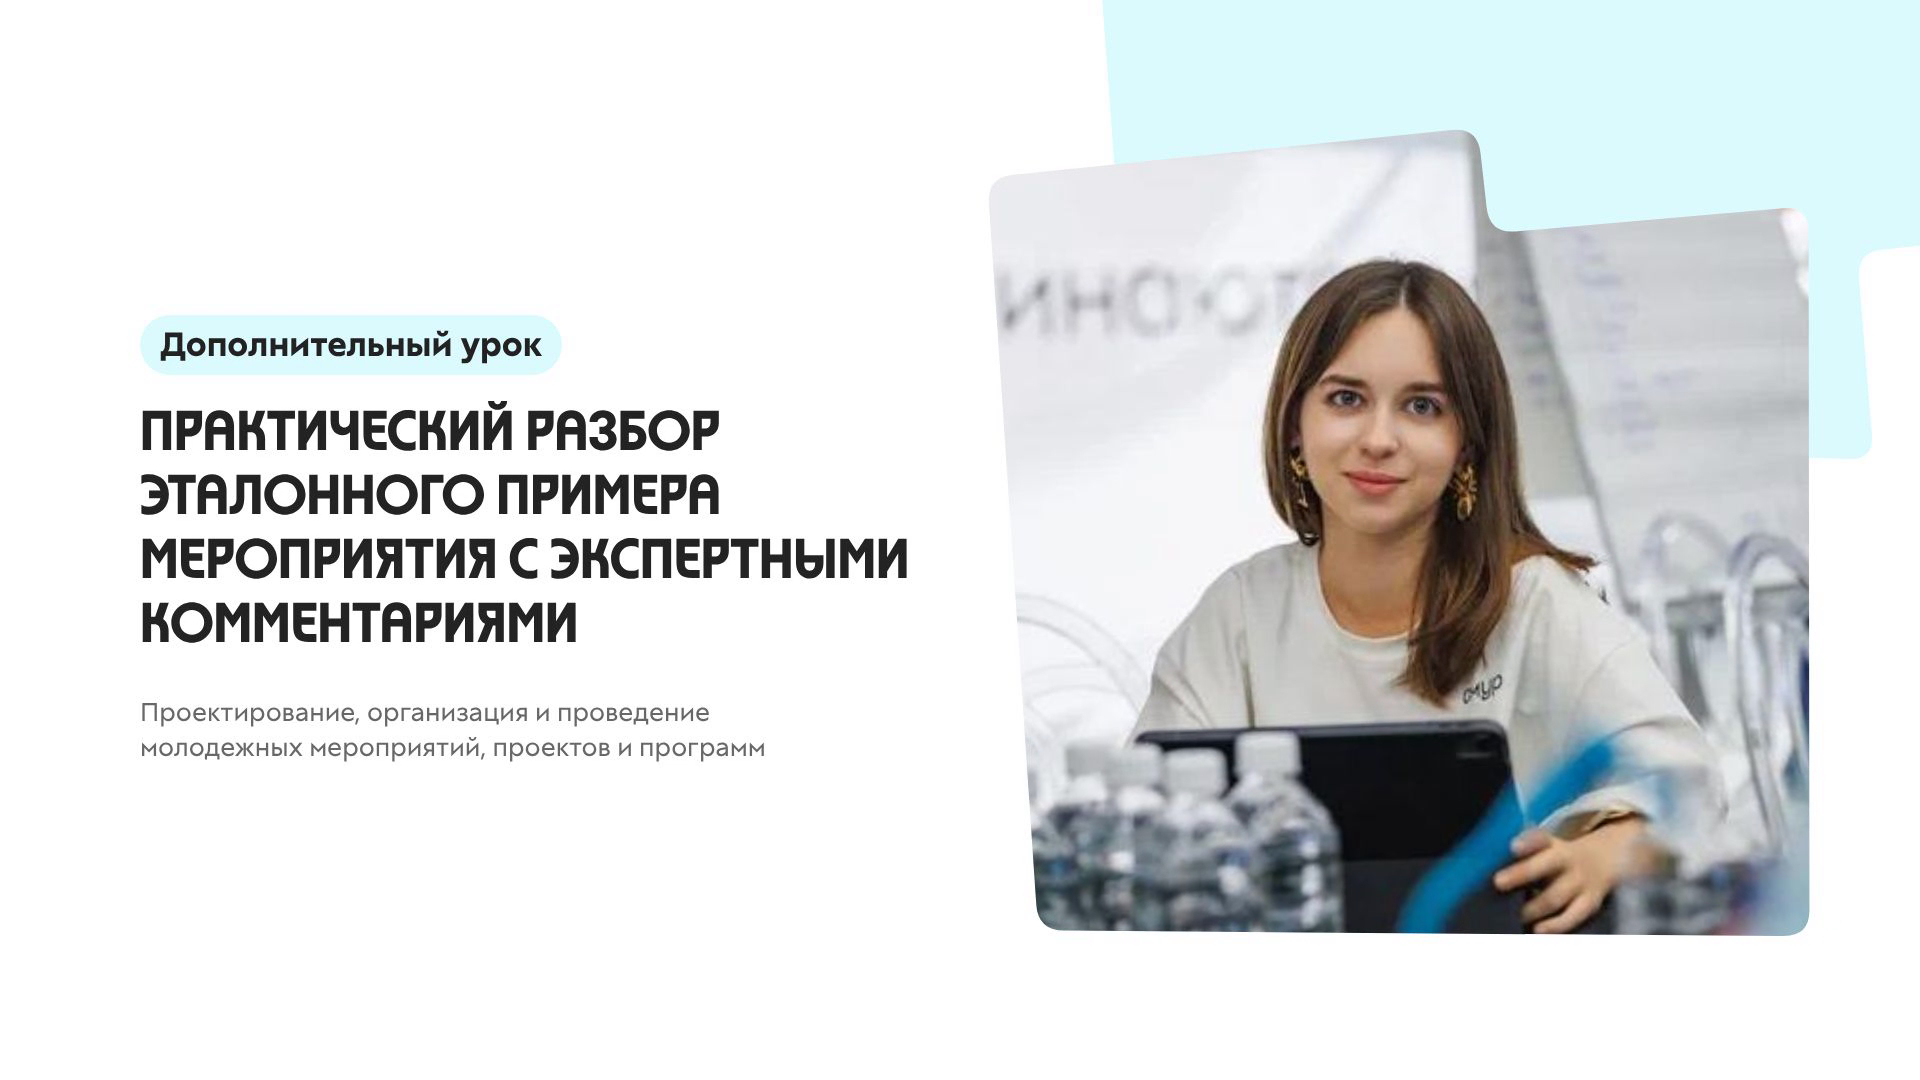 Дополнительный урок
ПРАКТИЧЕСКИЙ РАЗБОР
ЭТАЛОННОГО ПРИМЕРА
МЕРОПРИЯТИЯ С ЭКСПЕРТНЫМИ
КОММЕНТАРИЯМИ
Проектирование, организация и проведение
молодежных мероприятий, проектов и программ